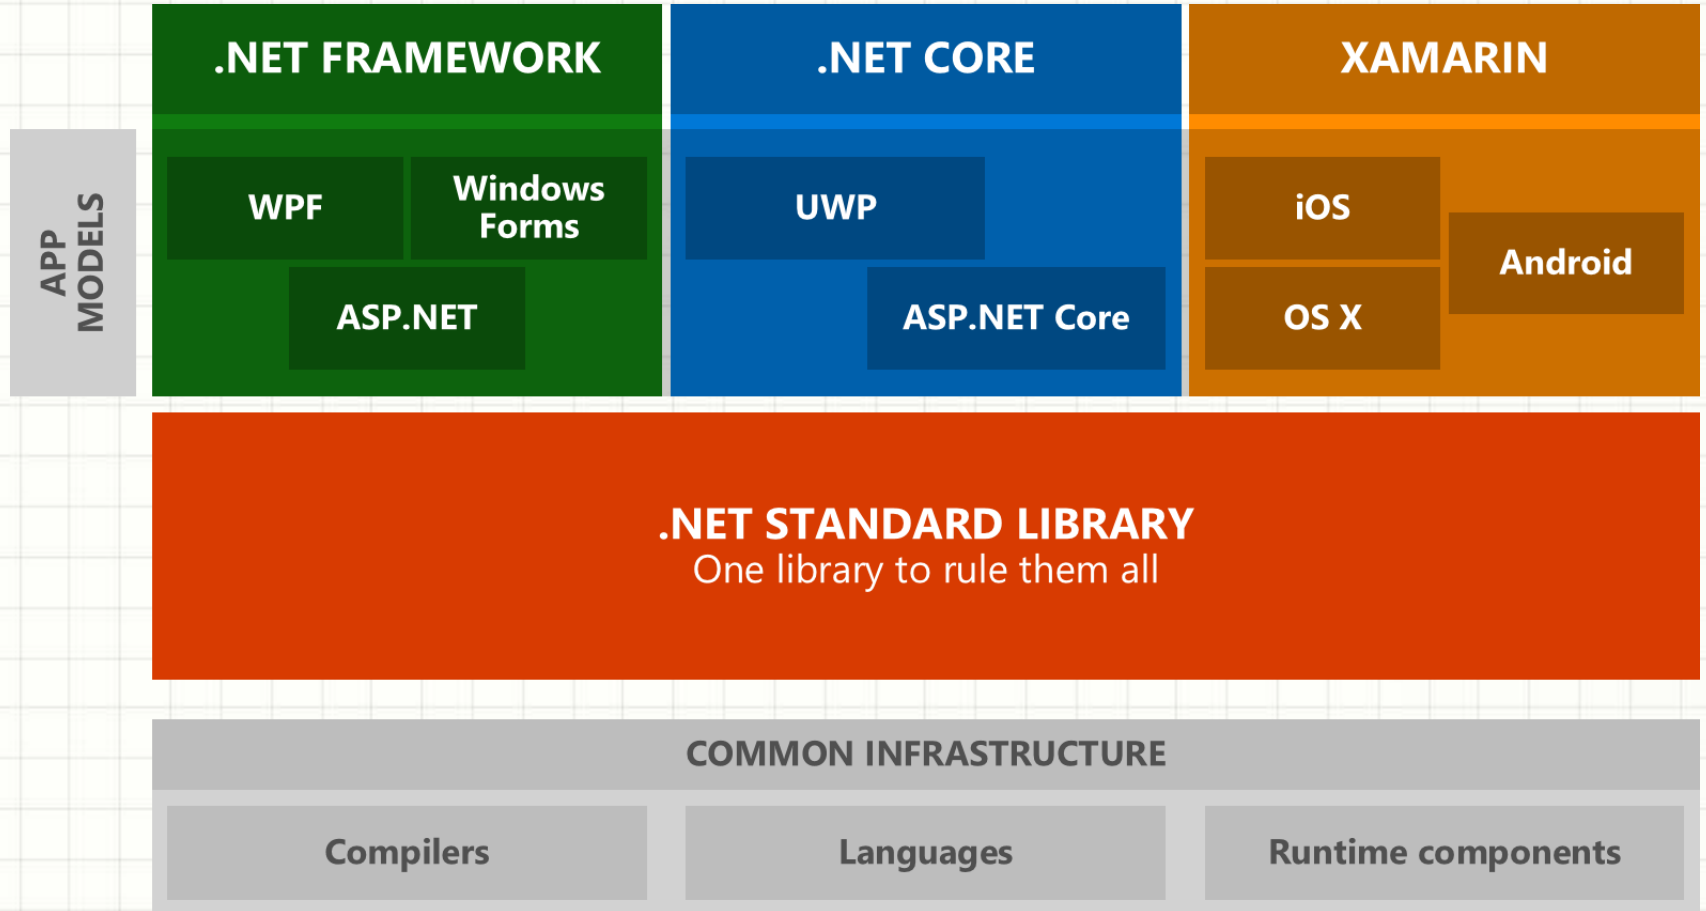 .NET FRAMEWORK
.NET CORE
XAMARIN
APP
MODELS
WPF
Windows
Forms
ASP.NET
UWP
ASP.NET Core
iOS
Android
OS X
.NET STANDARD LIBRARY
One library to rule them all
COMMON INFRASTRUCTURE
Compilers
Languages
Runtime components